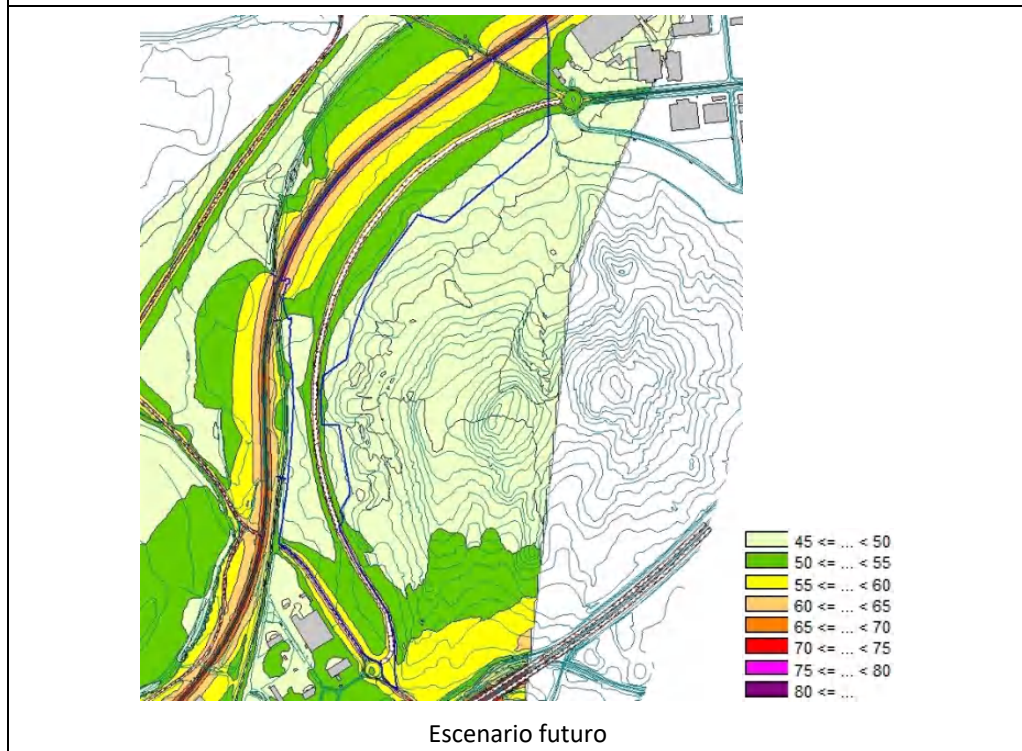 45 <= ... < 50
50 <= ... < 55
55 <= ... < 60
60 <= ... < 65
65 <= ... < 70
70 <= ... < 75
75 <= ... < 80
80 <= ...
Escenario futuro